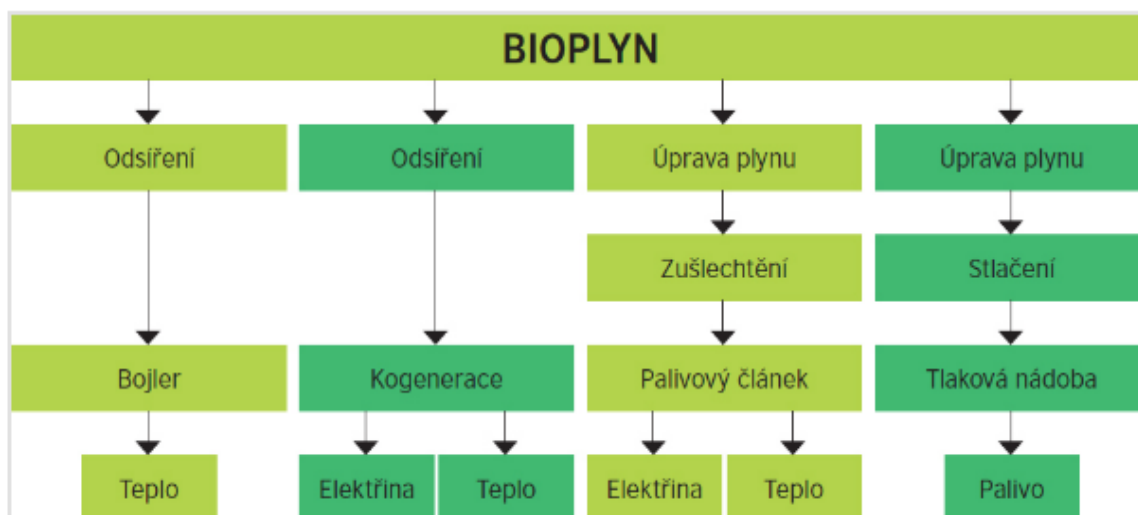 BIOPLYN
Odsíření
Odsíření
Úprava plynu
Úprava plynu
Zušlechtění
Stlačení
Bojler
Kogenerace
Palivový článek
Tlaková nádoba
Teplo
Elektřina
Teplo
Elektřina
Teplo
Palivo